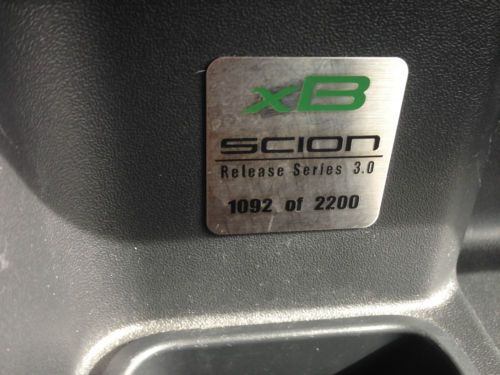 xB
SCION
Release Series 3.0
1092 of 2200